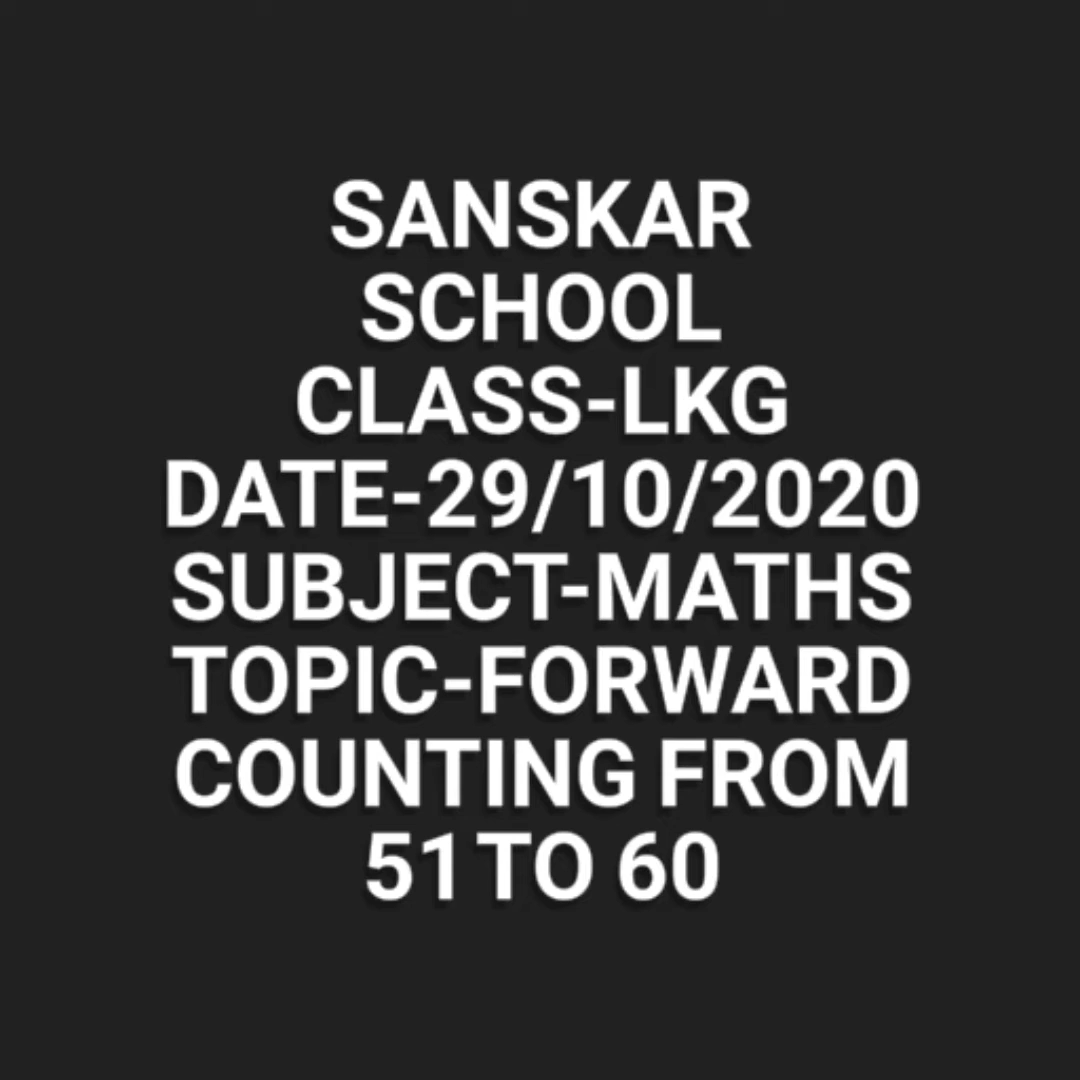 SANSKAR
SCHOOL
CLASS-LKG
DATE-29/10/2020
SUBJECT-MATHS
TOPIC-FORWARD
COUNTING FROM
51 TO 60